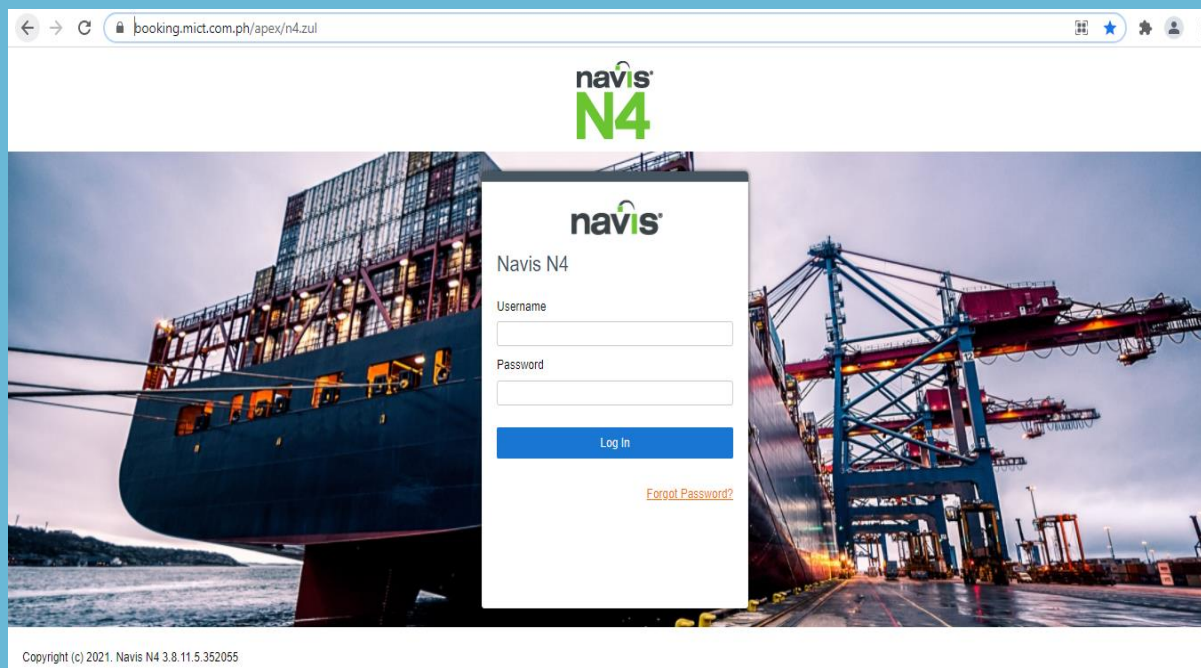 booking.mict.com.ph/apex/n4.zul
navis
N4
navis
Navis N4
Username
Password
Log In
Forgot Password?
Copyright (c) 2021. Navis N4 3.8.11.5.352055